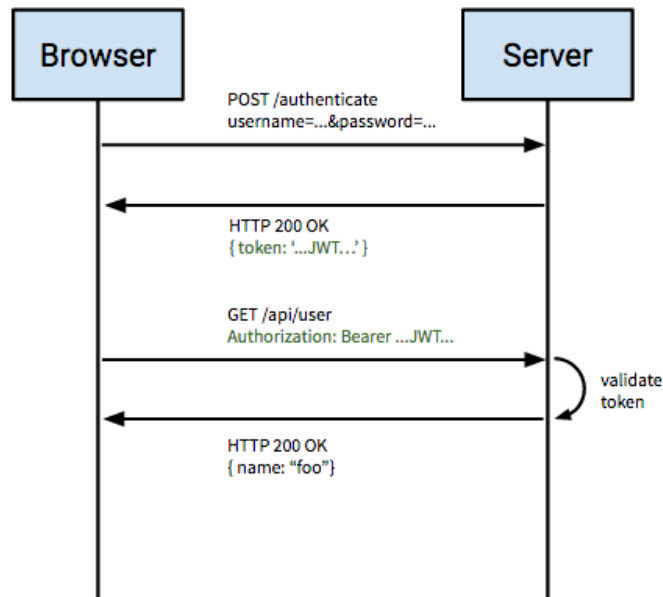 Browser
Server
POST /authenticate
username=...&password=...
HTTP 200 OK
{ token: ‘...JWT...’ }
GET /api/user
Authorization: Bearer ...JWT...
validate
token
HTTP 200 OK
{ name: “foo”}